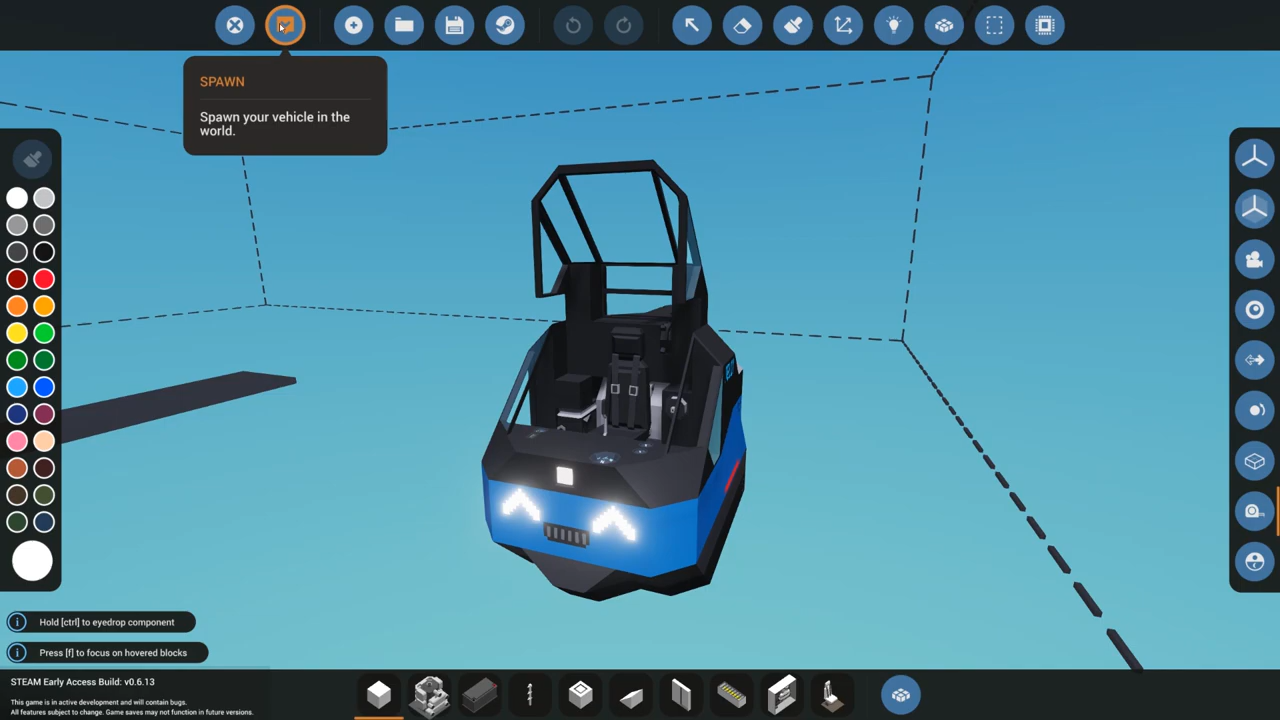 SPAWN
Spawn your vehicle in the
world.
Hold [ctrl] to eyedrop component
Press [f] to focus on hovered blocks
STEAM Early Access Build: v0.6.13
This game is in active development and will contain bugs.
All features subject to change. Game saves may not function in future versions.